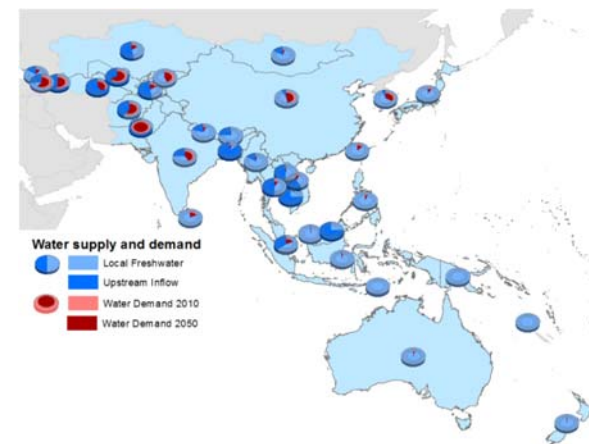 Water supply and demand
Local Freshwater
Upstream Inflow
Water Demand 2010
Water Demand 2050